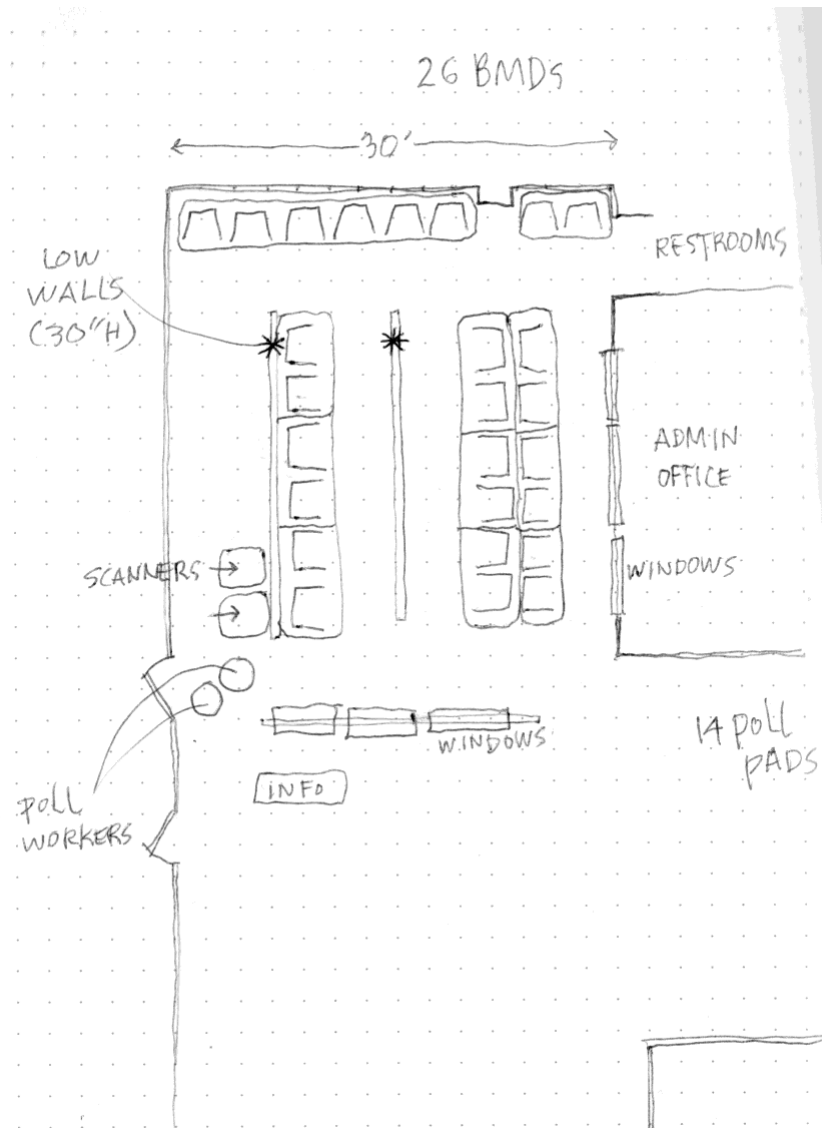 26 BMDs
30'
RESTROOMS
LOW
WALLS
(30"H)
ADMIN
OFFICE
SCANNERS
WINDOWS
WINDOWS
14 POLL
PADS
INFO
POLL
WORKERS